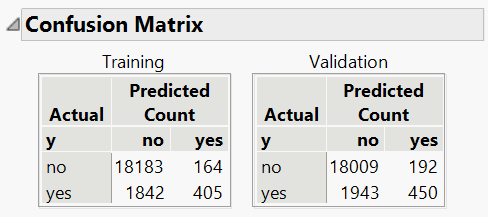 Confusion Matrix
Training Validation
Predicted Predicted
Actual Count Actual Count
y no yes y no yes
no 18183 164 no 18009 192
yes 1842 405 yes 1943 450